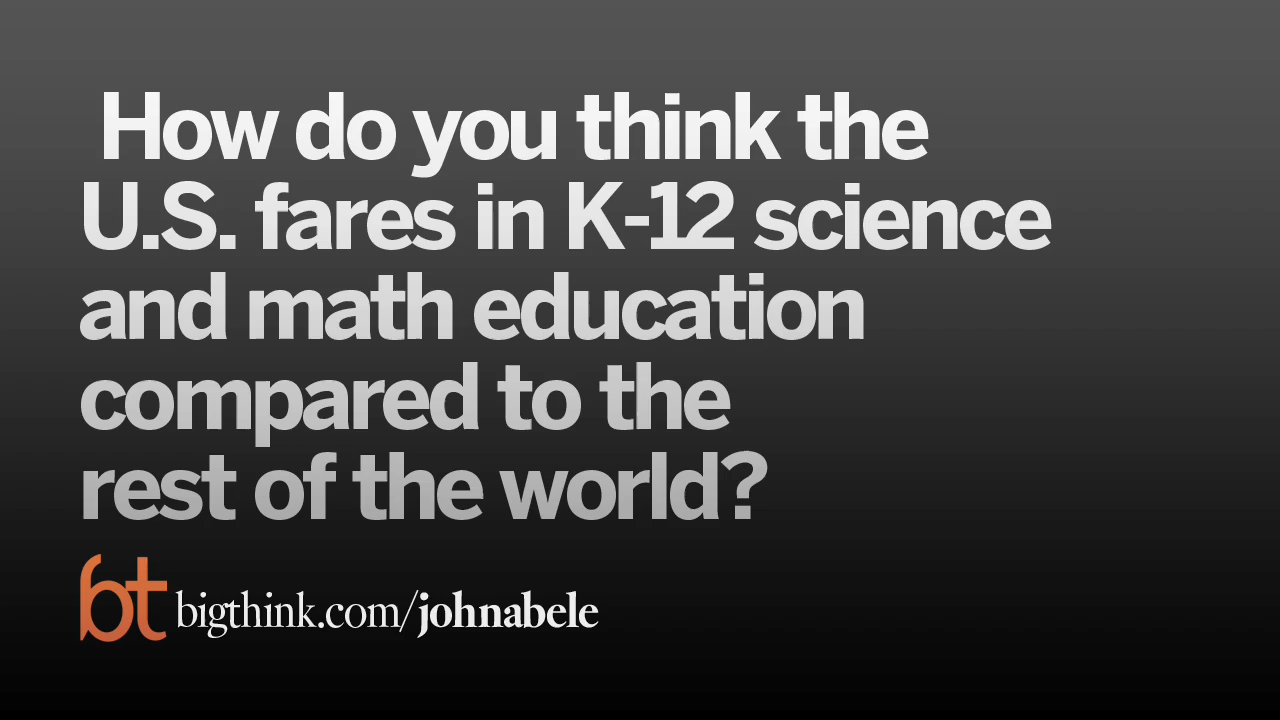 How do you think the
U.S. fares in K-12 science
and math education
compared to the
rest of the world?
bt bigthink.com/johnabele